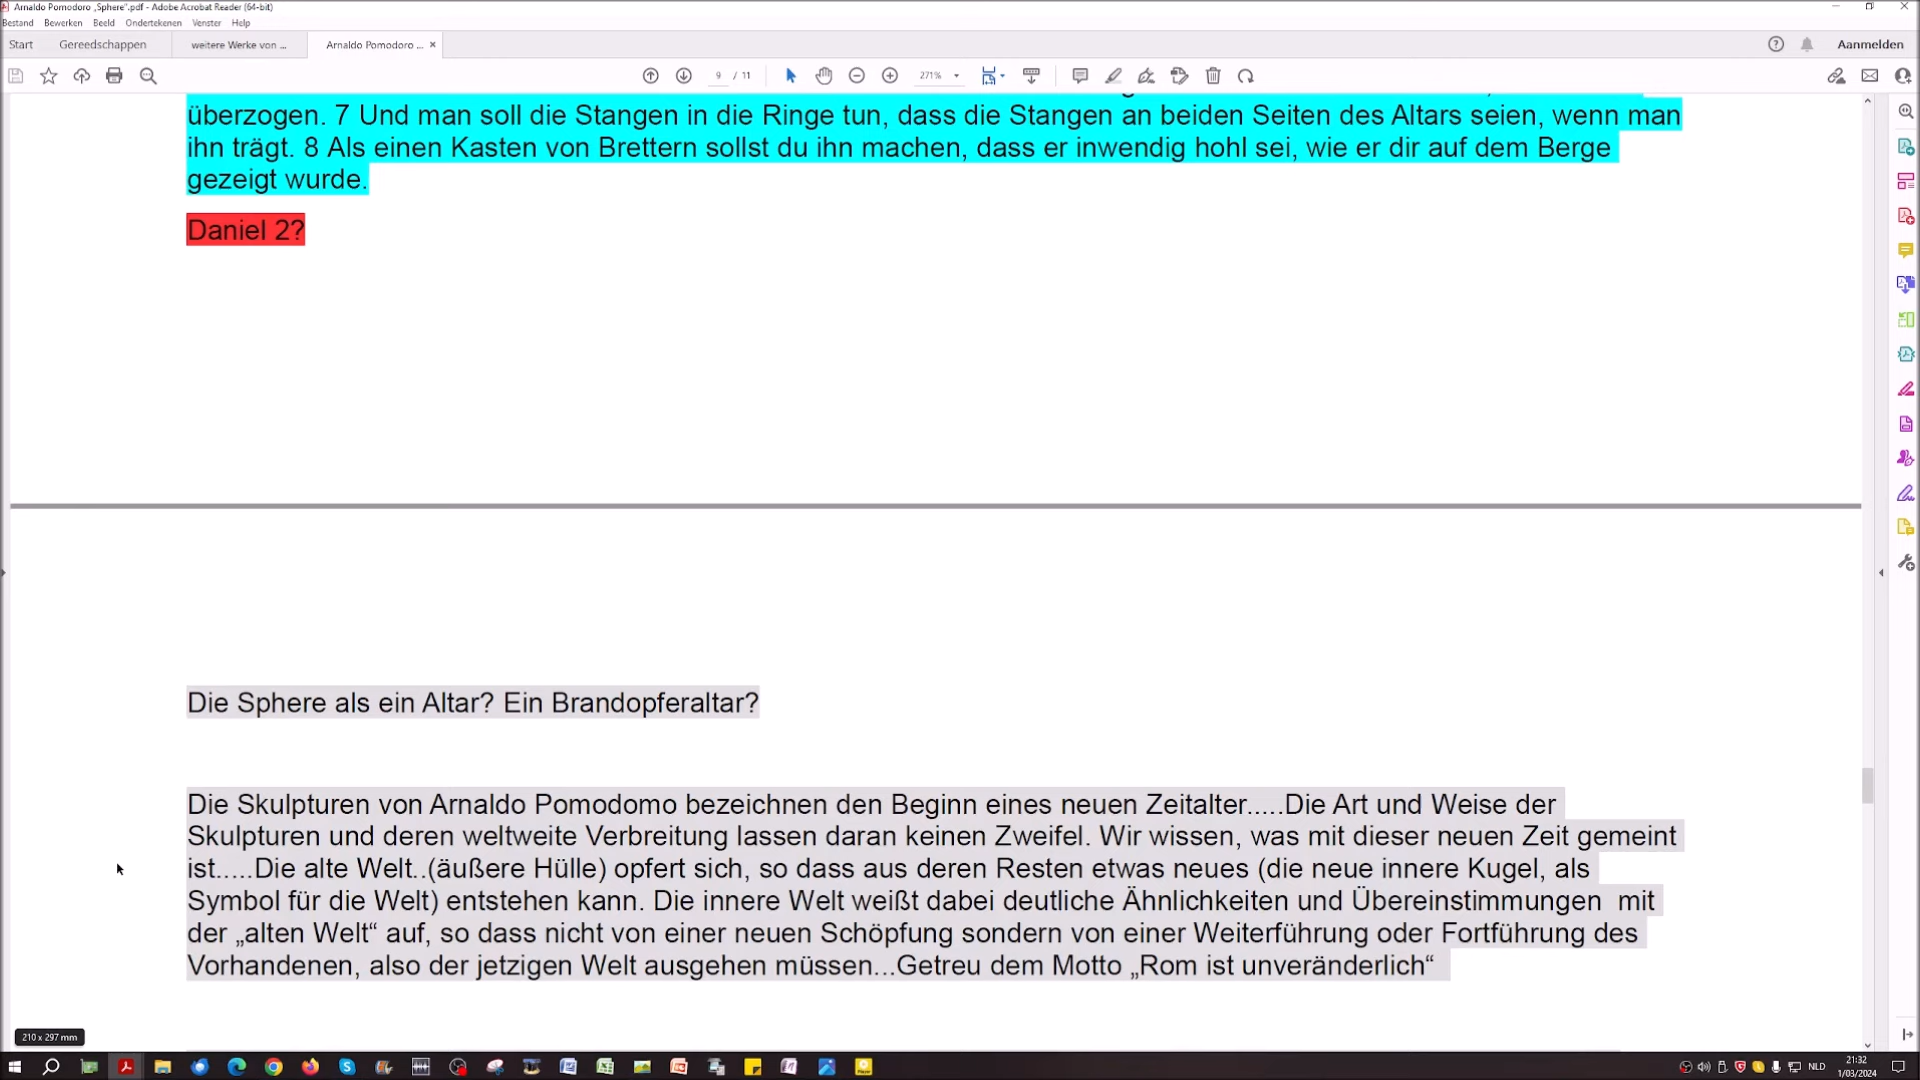 Arnaldo Pomodoro „Sphere“.pdf - Adobe Acrobat Reader (64-bit)
Bestand Bewerken Beeld Ondertekenen Venster Help
Start Gereedschappen weitere Werke von ... Arnaldo Pomodoro ... × Aanmelden
9 / 11 271%
überzogen. 7 Und man soll die Stangen in die Ringe tun, dass die Stangen an beiden Seiten des Altars seien, wenn man
ihn trägt. 8 Als einen Kasten von Brettern sollst du ihn machen, dass er inwendig hohl sei, wie er dir auf dem Berge
gezeigt wurde.
Daniel 2?
Die Sphere als ein Altar? Ein Brandopferaltar?
Die Skulpturen von Arnaldo Pomodomo bezeichnen den Beginn eines neuen Zeitalter.....Die Art und Weise der
Skulpturen und deren weltweite Verbreitung lassen daran keinen Zweifel. Wir wissen, was mit dieser neuen Zeit gemeint
ist.....Die alte Welt..(äußere Hülle) opfert sich, so dass aus deren Resten etwas neues (die neue innere Kugel, als
Symbol für die Welt) entstehen kann. Die innere Welt weißt dabei deutliche Ähnlichkeiten und Übereinstimmungen  mit
der „alten Welt“ auf, so dass nicht von einer neuen Schöpfung sondern von einer Weiterführung oder Fortführung des
Vorhandenen, also der jetzigen Welt ausgehen müssen...Getreu dem Motto „Rom ist unveränderlich“
210 x 297 mm
NLD
21:32
1/03/2024